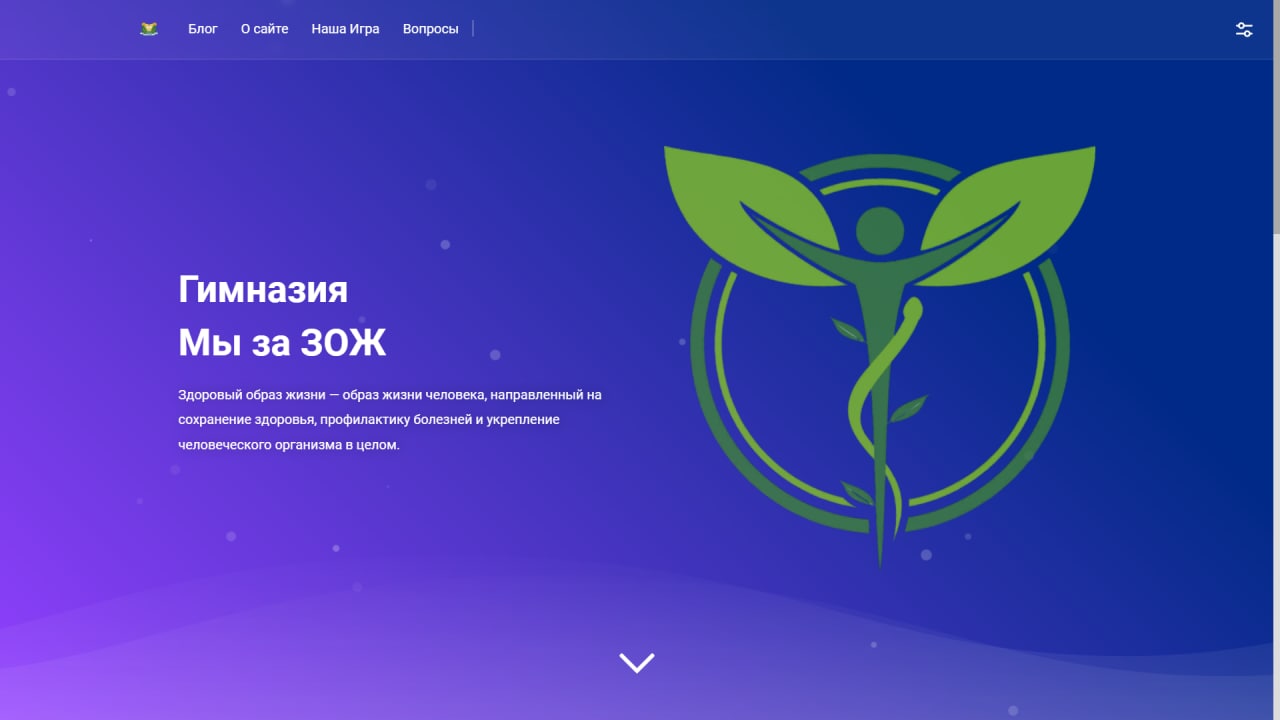 Блог О сайте Наша Игра Вопросы
Гимназия
Мы за ЗОЖ
Здоровый образ жизни — образ жизни человека, направленный на
сохранение здоровья, профилактику болезней и укрепление
человеческого организма в целом.